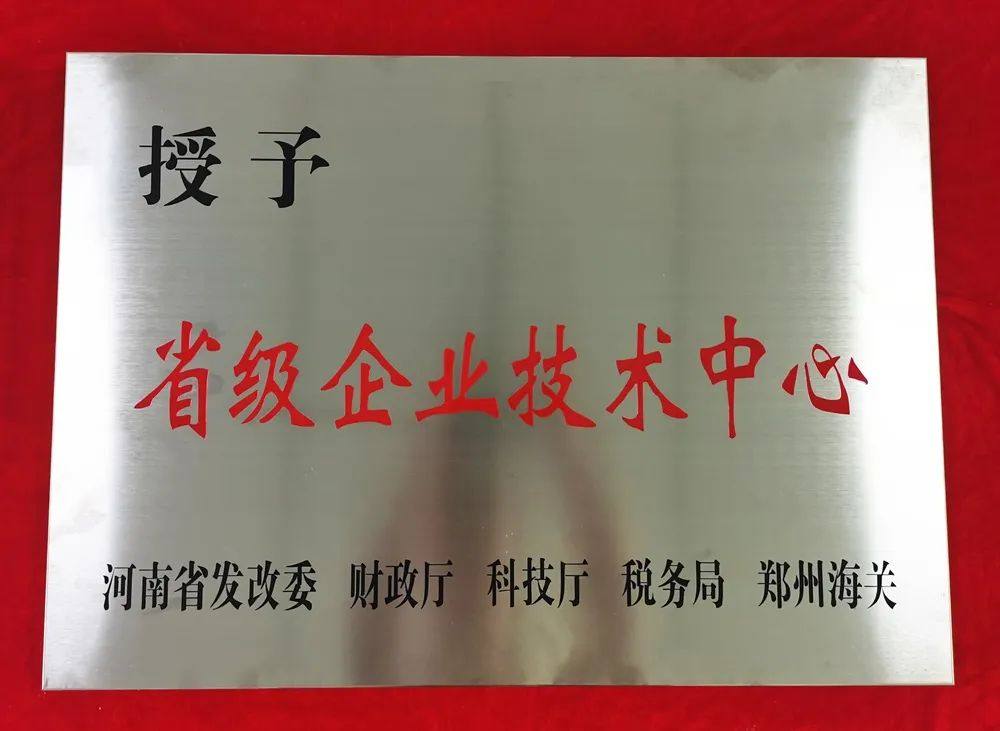 授予
省级企业技术中心
河南省发改委 财政厅 科技厅 税务局 郑州海关